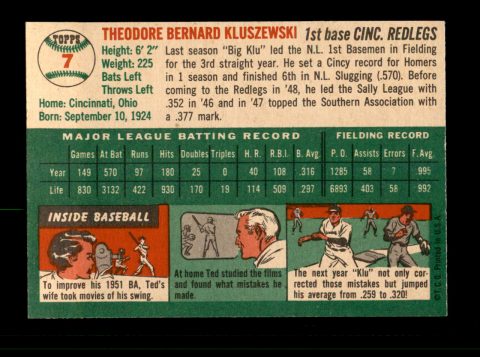 TOPPS
7
THEODORE BERNARD KLUSZEWSKI 1st base CINC. REDLEGS
Height: 6' 2"
Weight: 225
Bats Left
Throws Left
Home: Cincinnati, Ohio
Born: September 10, 1924
Last season "Big Klu" led the N.L. 1st Basemen in Fielding
for the 3rd straight year. He set a Cincy record for Homers
in 1 season and finished 6th in N.L. Slugging (.570). Before
coming to the Redlegs in '48, he led the Sally League with
.352 in '46 and in '47 topped the Southern Association with
a .377 mark.
MAJOR LEAGUE BATTING RECORD FIELDING RECORD
Games At Bat Runs Hits Doubles Triples H. R. R.B.I. B. Avg. P. O. Assists Errors F. Avg.
Year 149 570 97 180 25 0 40 108 .316 1285 58 7 .995
Life 830 3132 422 950 170 19 114 509 .297 6893 403 58 .992
INSIDE BASEBALL
To improve his 1951 BA, Ted's
wife took movies of his swing.
At home Ted studied the films
and found what mistakes he
made.
The next year "Klu" not only cor-
rected those mistakes but jumped
his average from .259 to .320!
©T.C.G. Printed in U.S.A.